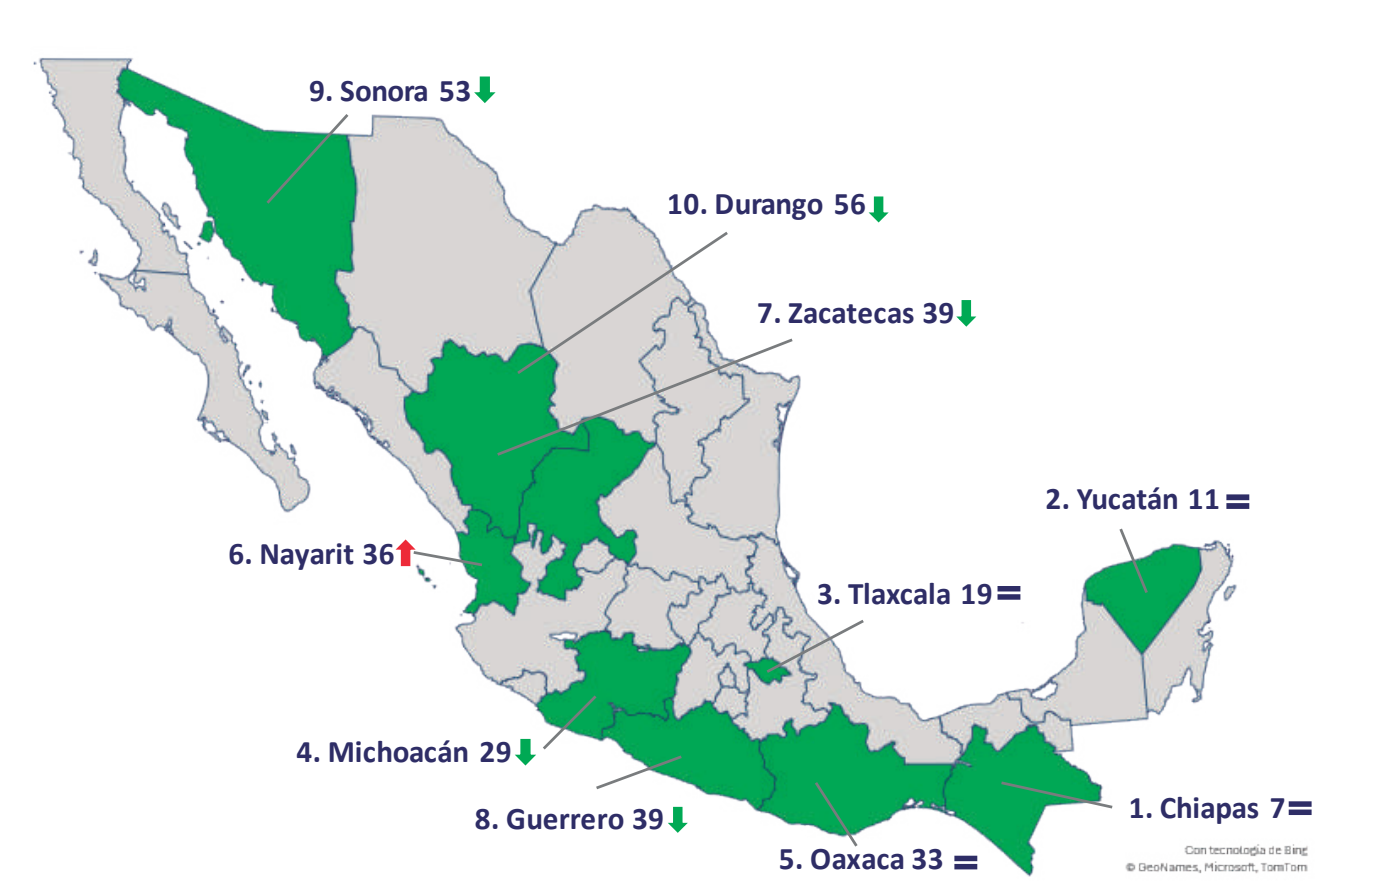 9. Sonora 53
10. Durango 56
7. Zacatecas 39
2. Yucatán 11 =
6. Nayarit 36
3. Tlaxcala 19 =
4. Michoacán 29
1. Chiapas 7 =
8. Guerrero 39
5. Oaxaca 33 =
Con tecnología de Bing
© GeoNames, Microsoft, TomTom